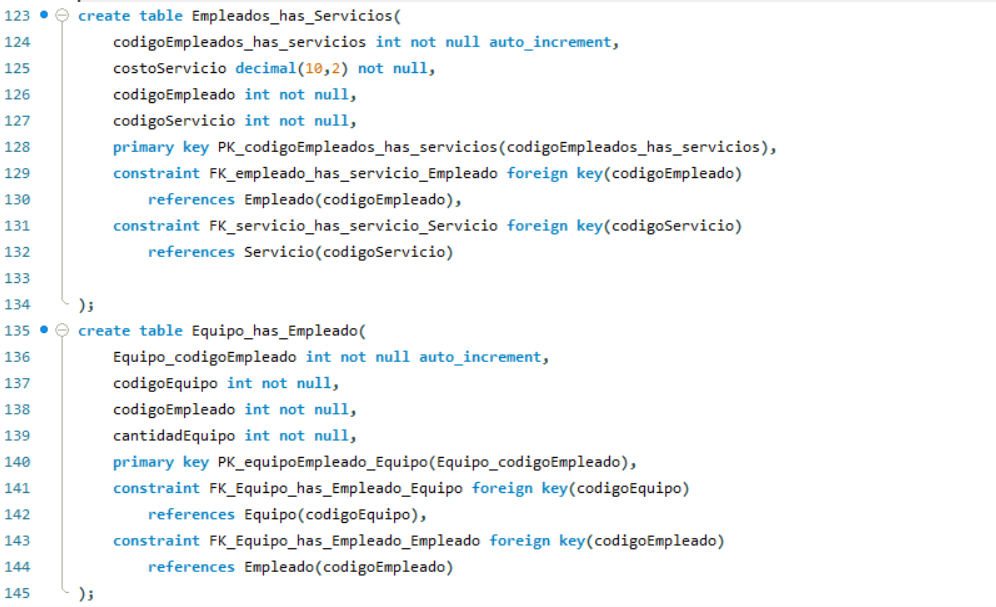 123 create table Empleados_has_Servicios(
124 codigoEmpleados_has_servicios int not null auto_increment,
125 costoServicio decimal(10,2) not null,
126 codigoEmpleado int not null,
127 codigoServicio int not null,
128 primary key PK_codigoEmpleados_has_servicios(codigoEmpleados_has_servicios),
129 constraint FK_empleado_has_servicio_Empleado foreign key(codigoEmpleado)
130 references Empleado(codigoEmpleado),
131 constraint FK_servicio_has_servicio_Servicio foreign key(codigoServicio)
132 references Servicio(codigoServicio)
133
134 );
135 create table Equipo_has_Empleado(
136 Equipo_codigoEmpleado int not null auto_increment,
137 codigoEquipo int not null,
138 codigoEmpleado int not null,
139 cantidadEquipo int not null,
140 primary key PK_equipoEmpleado_Equipo(Equipo_codigoEmpleado),
141 constraint FK_Equipo_has_Empleado_Equipo foreign key(codigoEquipo)
142 references Equipo(codigoEquipo),
143 constraint FK_Equipo_has_Empleado_Empleado foreign key(codigoEmpleado)
144 references Empleado(codigoEmpleado)
145 );